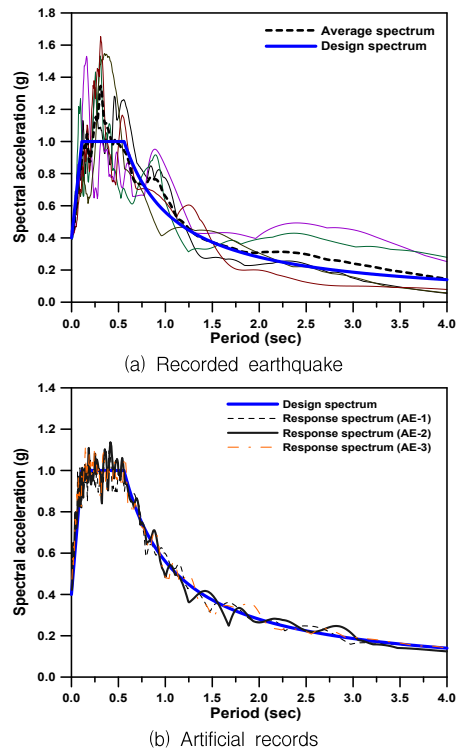 1.8
1.6
1.4
1.2
1.0
0.8
0.6
0.4
0.2
0.0
Spectral acceleration (g)
Average spectrum
Design spectrum
0.0 0.5 1.0 1.5 2.0 2.5 3.0 3.5 4.0
Period (sec)
(a) Recorded earthquake
1.4
1.2
1.0
0.8
0.6
0.4
0.2
0.0
Spectral acceleration (g)
Design spectrum
Response spectrum (AE-1)
Response spectrum (AE-2)
Response spectrum (AE-3)
0.0 0.5 1.0 1.5 2.0 2.5 3.0 3.5 4.0
Period (sec)
(b) Artificial records